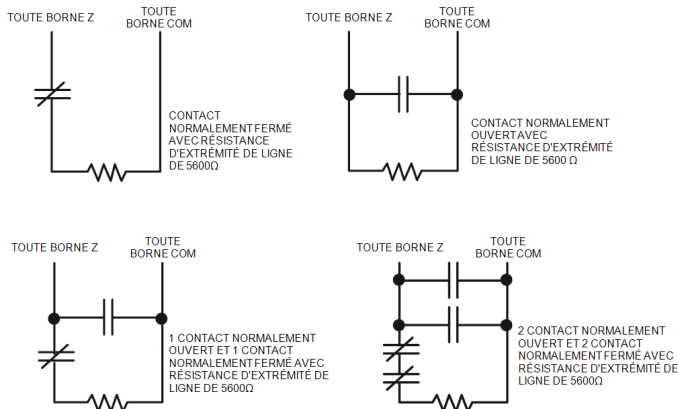 TOUTE BORNE Z
TOUTE
BORNE COM
CONTACT
NORMALEMENT FERMÉ
AVEC RÉSISTANCE
D'EXTRÉMITÉ DE LIGNE
DE 5600Ω
TOUTE BORNE Z
TOUTE
BORNE COM
CONTACT NORMALEMENT
OUVERT AVEC
RÉSISTANCE D'EXTRÉMITÉ
DE LIGNE DE 5600 Ω
TOUTE BORNE Z
TOUTE
BORNE COM
1 CONTACT NORMALEMENT
OUVERT ET 1 CONTACT
NORMALEMENT FERMÉ AVEC
RÉSISTANCE D'EXTRÉMITÉ DE
LIGNE DE 5600Ω
TOUTE BORNE Z
TOUTE
BORNE COM
2 CONTACT NORMALEMENT
OUVERT ET 2 CONTACT
NORMALEMENT FERMÉ AVEC
RÉSISTANCE D'EXTRÉMITÉ DE
LIGNE DE 5600Ω